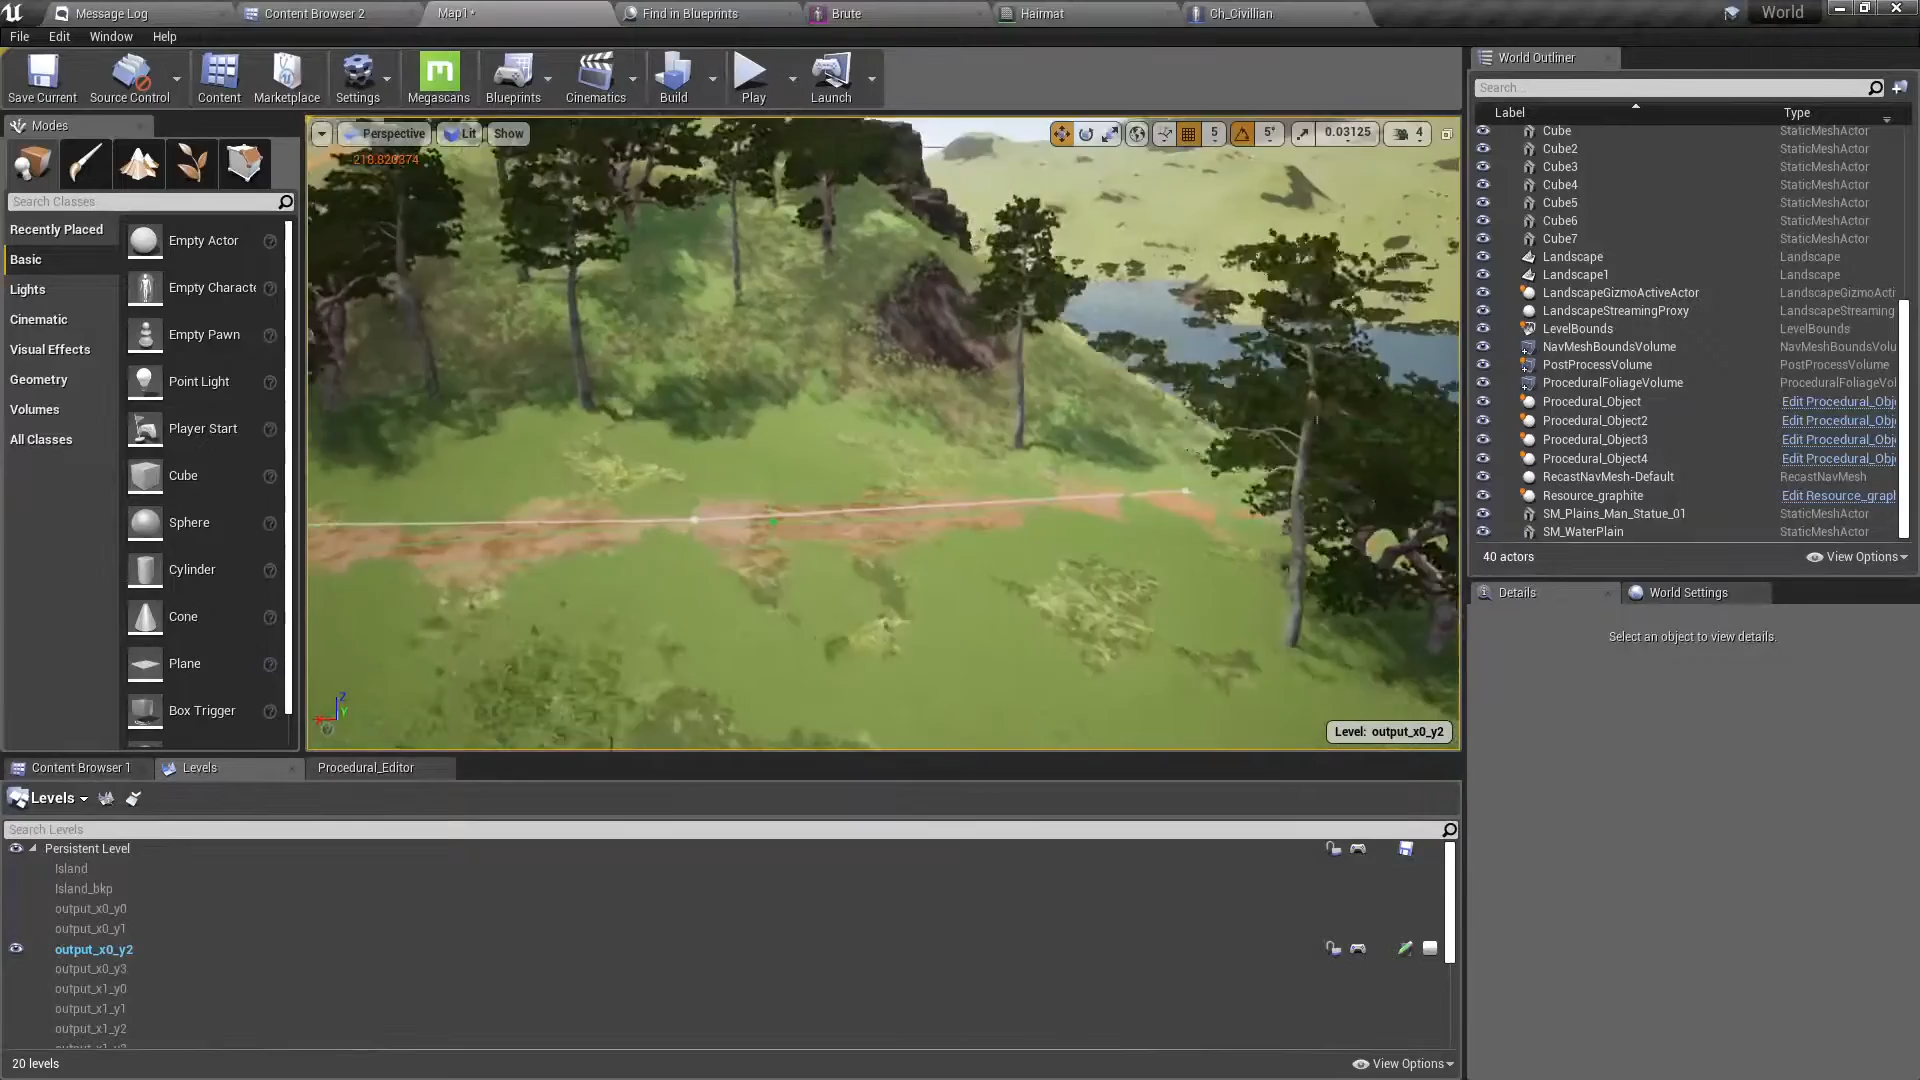 Message Log
Content Browser 2
Map1*
Find in Blueprints
Brute
Hairmat
Ch_Civillian
World
File
Edit
Window
Help
Save Current
Source Control
Content
Marketplace
Settings
Megascans
Blueprints
Cinematics
Build
Play
Launch
Modes
Search Classes
Recently Placed
Basic
Lights
Cinematic
Visual Effects
Geometry
Volumes
All Classes
Empty Actor
Empty Characte
Empty Pawn
Point Light
Player Start
Cube
Sphere
Cylinder
Cone
Plane
Box Trigger
Perspective
Lit
Show
-218.820374
5
5°
0.03125
4
Z
Y
X
Level: output_x0_y2
World Outliner
Search...
Label
Type
Cube StaticMeshActor
Cube2 StaticMeshActor
Cube3 StaticMeshActor
Cube4 StaticMeshActor
Cube5 StaticMeshActor
Cube6 StaticMeshActor
Cube7 StaticMeshActor
Landscape Landscape
Landscape1 Landscape
LandscapeGizmoActiveActor LandscapeGizmoActi
LandscapeStreamingProxy LandscapeStreaming
LevelBounds LevelBounds
NavMeshBoundsVolume NavMeshBoundsVolu
PostProcessVolume PostProcessVolume
ProceduralFoliageVolume ProceduralFoliageVol
Procedural_Object Edit Procedural_Obj
Procedural_Object2 Edit Procedural_Obj
Procedural_Object3 Edit Procedural_Obj
Procedural_Object4 Edit Procedural_Obj
RecastNavMesh-Default RecastNavMesh
Resource_graphite Edit Resource_grap
SM_Plains_Man_Statue_01 StaticMeshActor
SM_WaterPlain StaticMeshActor
40 actors
View Options
Details
World Settings
Select an object to view details.
Content Browser 1
Levels
Procedural_Editor
Levels
Search Levels
Persistent Level
Island
Island_bkp
output_x0_y0
output_x0_y1
output_x0_y2
output_x0_y3
output_x1_y0
output_x1_y1
output_x1_y2
20 levels
View Options